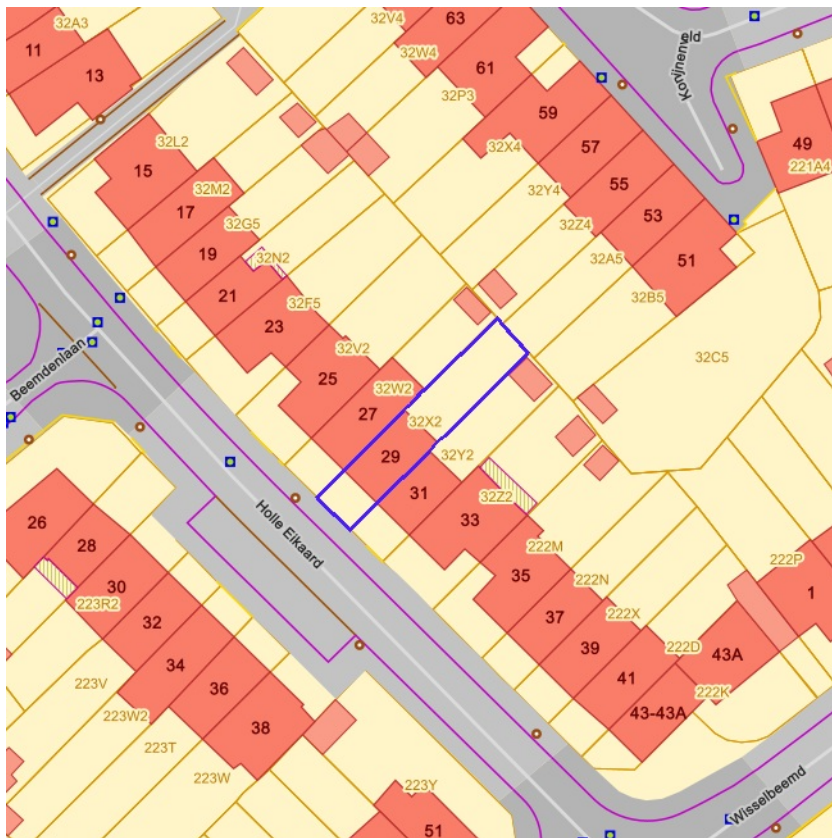 32A3
32V4
63
11
13
32W4
61
Konijnemeld
32P3
59
49
32L2
32X4
57
221A4
15
32M2
55
32Y4
17
32G5
32Z4
53
19
32N2
32A5
51
21
32F5
32B5
23
32V2
Beemdenlaan
32C5
25
32W2
27
32X2
29
32Y2
31
32Z2
Holle Eikaard
33
26
28
222M
30
35
222N
222P
223R2
37
222X
1
32
39
222D
34
41
43A
223V
36
43-43A
222K
223W2
38
223T
223W
223Y
Wisselbeemd
51